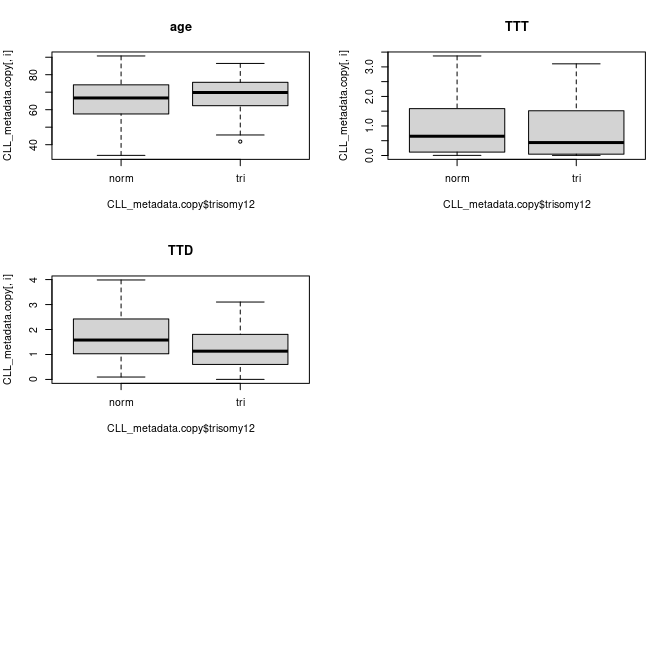 age
CLL_metadata.copy[, i]
40
60
80
norm
tri
CLL_metadata.copy$trisomy12
TTT
CLL_metadata.copy[, i]
0.0
1.0
2.0
3.0
norm
tri
CLL_metadata.copy$trisomy12
TTD
CLL_metadata.copy[, i]
0
1
2
3
4
norm
tri
CLL_metadata.copy$trisomy12